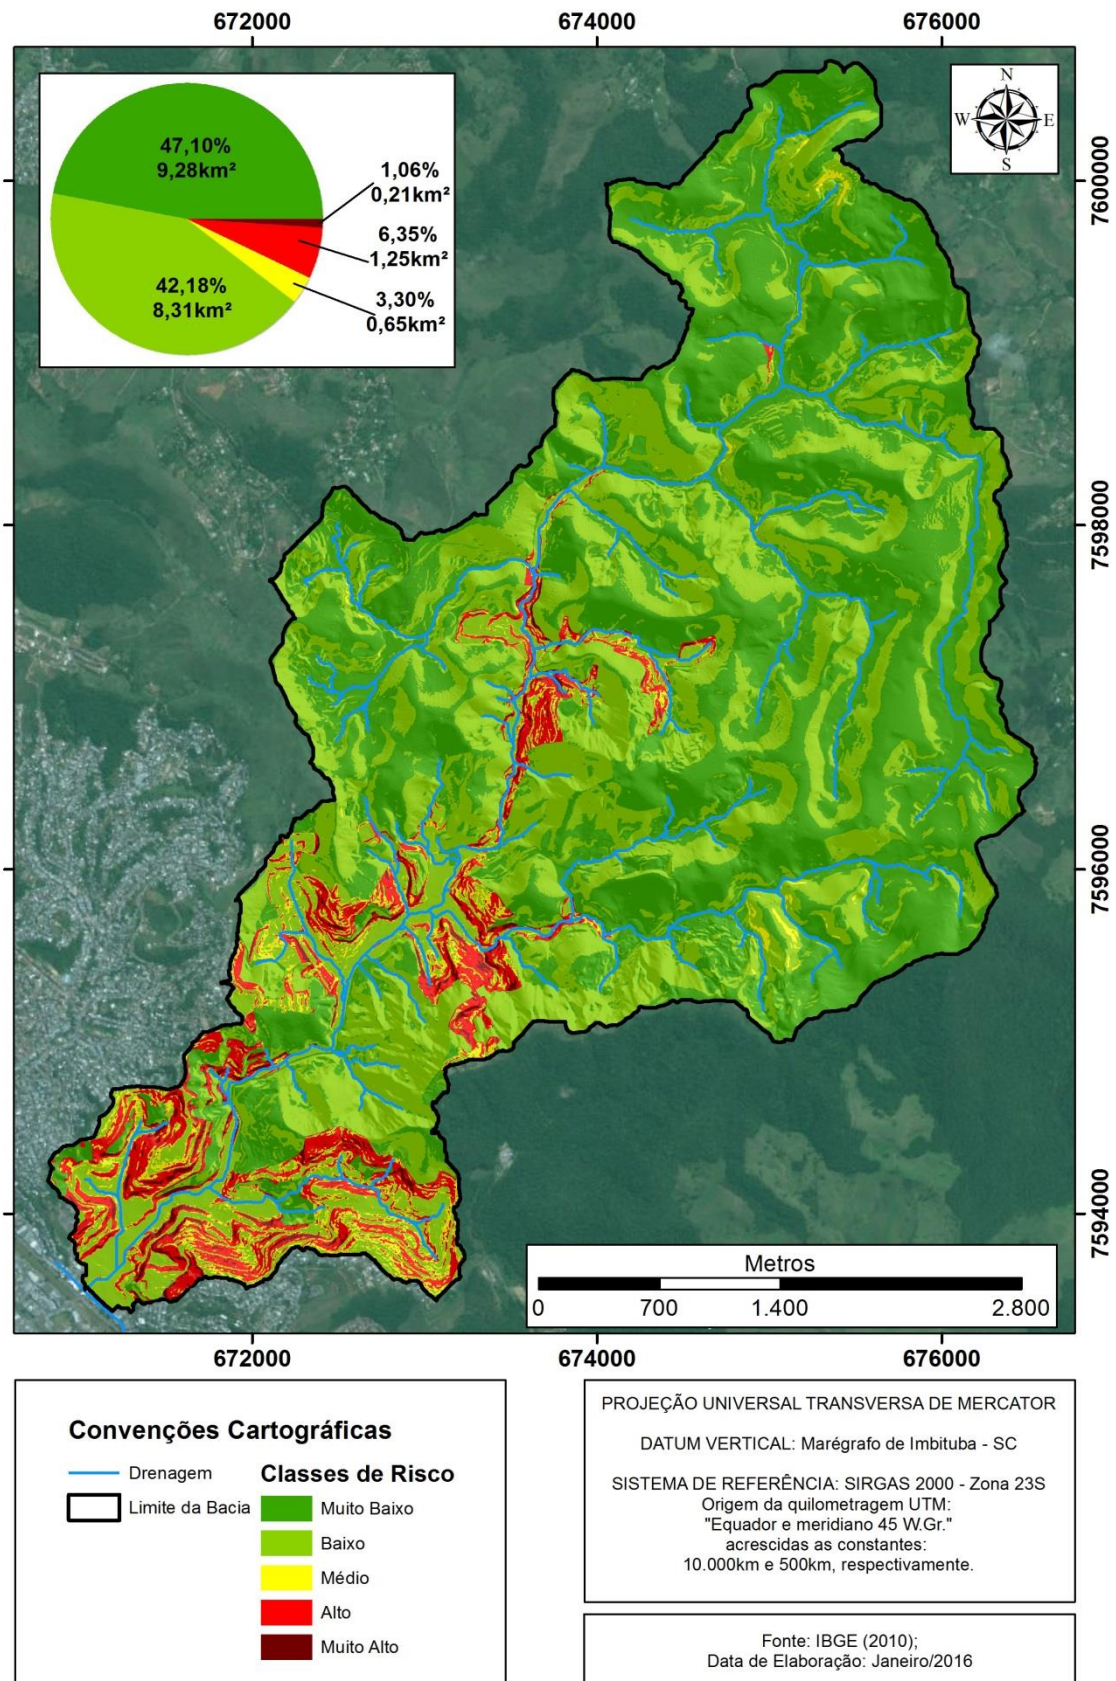 672000
674000
676000
47,10%
9,28km²
1,06%
0,21km²
6,35%
1,25km²
42,18%
8,31km²
3,30%
0,65km²
N
W
E
S
7600000
7598000
7596000
7594000
Metros
0
700
1.400
2.800
672000
674000
676000
Convenções Cartográficas
Drenagem
Limite da Bacia
Classes de Risco
Muito Baixo
Baixo
Médio
Alto
Muito Alto
PROJEÇÃO UNIVERSAL TRANSVERSA DE MERCATOR
DATUM VERTICAL: Marégrafo de Imbituba - SC
SISTEMA DE REFERÊNCIA: SIRGAS 2000 - Zona 23S
Origem da quilometragem UTM:
"Equador e meridiano 45 W.Gr."
acrescidas as constantes:
10.000km e 500km, respectivamente.
Fonte: IBGE (2010);
Data de Elaboração: Janeiro/2016